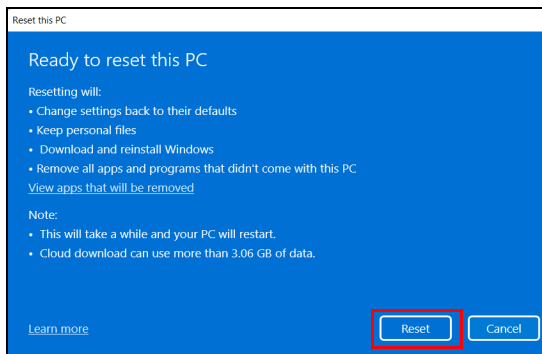 Reset this PC
Ready to reset this PC
Resetting will:
• Change settings back to their defaults
• Keep personal files
• Download and reinstall Windows
• Remove all apps and programs that didn't come with this PC
View apps that will be removed
Note:
• This will take a while and your PC will restart.
• Cloud download can use more than 3.06 GB of data.
Learn more
Reset
Cancel